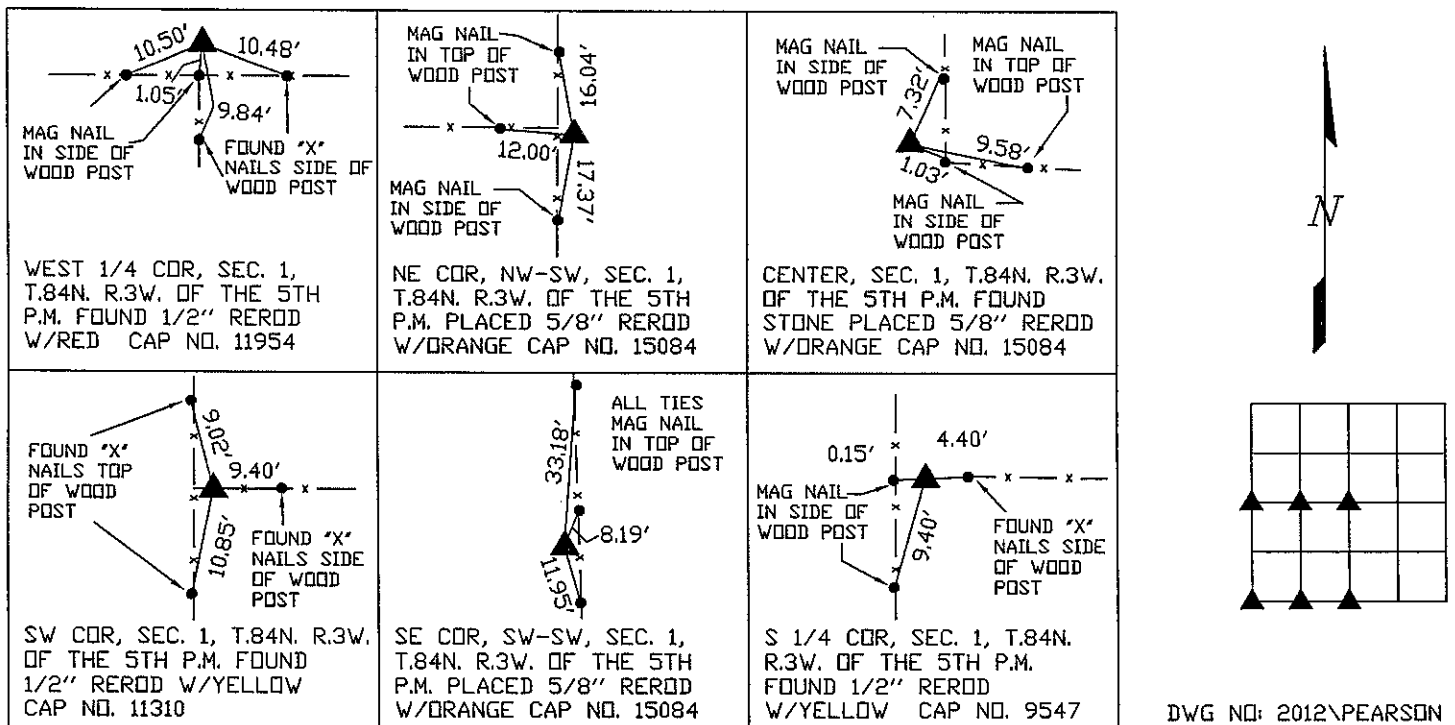 10.50'
10.48'
1.05'
9.84'
MAG NAIL
IN SIDE OF
WOOD POST
FOUND "X"
NAILS SIDE OF
WOOD POST
WEST 1/4 COR, SEC. 1,
T.84N. R.3W. OF THE 5TH
P.M. FOUND 1/2" REROD
W/RED CAP NO. 11954
MAG NAIL
IN TOP OF
WOOD POST
16.04'
12.00'
17.37'
MAG NAIL
IN SIDE OF
WOOD POST
NE COR, NW-SW, SEC. 1,
T.84N. R.3W. OF THE 5TH
P.M. PLACED 5/8" REROD
W/ORANGE CAP NO. 15084
MAG NAIL
IN SIDE OF
WOOD POST
MAG NAIL
IN TOP OF
WOOD POST
7.32'
9.58'
1.03'
MAG NAIL
IN SIDE OF
WOOD POST
CENTER, SEC. 1, T.84N. R.3W.
OF THE 5TH P.M. FOUND
STONE PLACED 5/8" REROD
W/ORANGE CAP NO. 15084
N
FOUND "X"
NAILS TOP
OF WOOD
POST
9.02'
9.40'
10.85'
FOUND "X"
NAILS SIDE
OF WOOD
POST
SW COR, SEC. 1, T.84N. R.3W.
OF THE 5TH P.M. FOUND
1/2" REROD W/YELLOW
CAP NO. 11310
ALL TIES
MAG NAIL
IN TOP OF
WOOD POST
33.18'
8.19'
11.95'
SE COR, SW-SW, SEC. 1,
T.84N. R.3W. OF THE 5TH
P.M. PLACED 5/8" REROD
W/ORANGE CAP NO. 15084
0.15'
4.40'
MAG NAIL
IN SIDE OF
WOOD POST
9.40'
FOUND "X"
NAILS SIDE
OF WOOD
POST
S 1/4 COR, SEC. 1, T.84N.
R.3W. OF THE 5TH P.M.
FOUND 1/2" REROD
W/YELLOW CAP NO. 9547
DWG NO: 2012\PEARSON